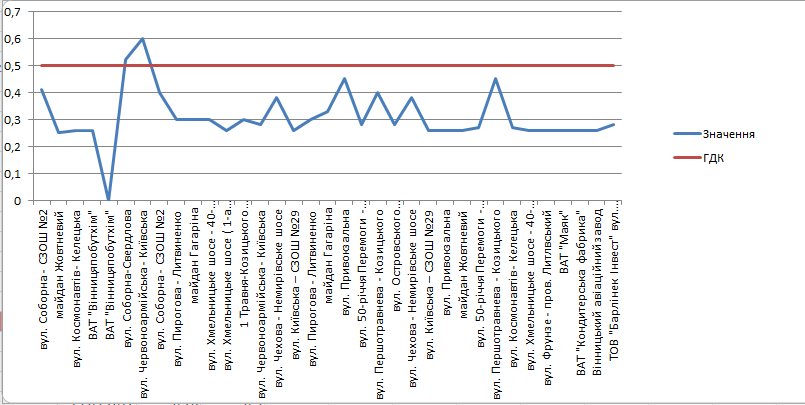 0,7
0,6
0,5
0,4
0,3
0,2
0,1
0
Значення
ГДК
вул. Соборна - СЗОШ №2
майдан Жовтневий
вул. Космонавтів- Келецька
ВАТ "Вінницяпобутхім"
ВАТ "Вінницяпобутхім"
вул. Соборна-Свердлова
вул. Червоноармійська - Київська
вул. Соборна - СЗОШ №2
вул. Пирогова - Литвиненко
майдан Гагаріна
вул. Хмельницьке шосе - 40-...
вул. Хмельницьке шосе ( 1-а...
1 Травня-Козицького...
вул. Червоноармійська- Київська
вул. Чехова - Немирівське шосе
вул. Київська – СЗОШ №29
вул. Пирогова - Литвиненко
майдан Гагаріна
вул. Привокзальна
вул. 50-річчя Перемоги -...
вул. Першотравнева - Козицького
вул. Островського...
вул. Чехова - Немирівське шосе
вул. Київська – СЗОШ №29
вул. Привокзальна
майдан Жовтневий
вул. 50-річчя Перемоги -...
вул. Першотравнева - Козицького
вул. Космонавтів- Келецька
вул. Хмельницьке шосе - 40-...
вул. Фрунзе - пров. Литлвський
ВАТ "Маяк"
ВАТ "Кондитерська фабрика"
Вінницький авіаційний завод
ТОВ "Барлінек Інвест" вул....